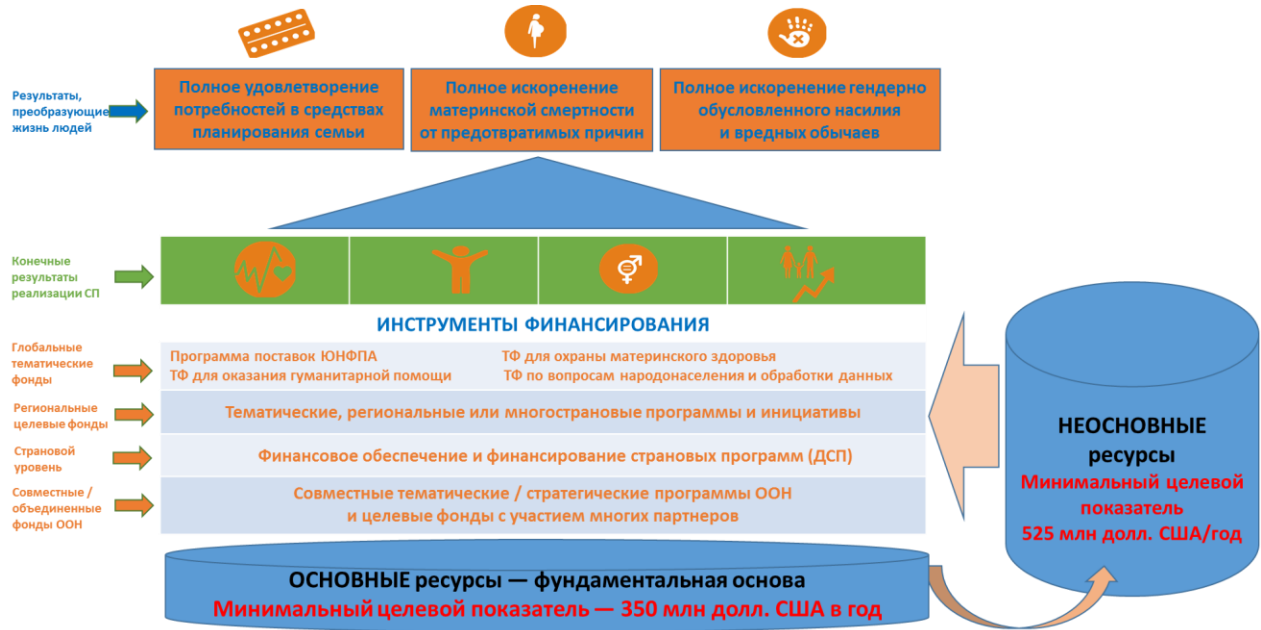 Результаты,
преобразующие
жизнь людей
Полное удовлетворение
потребностей в средствах
планирования семьи
Полное искоренение
материнской смертности
от предотвратимых причин
Полное искоренение гендерно
обусловленного насилия
и вредных обычаев
Конечные
результаты
реализации СП
ИНСТРУМЕНТЫ ФИНАНСИРОВАНИЯ
Глобальные
тематические
фонды
Программа поставок ЮНФПА
ТФ для охраны материнского здоровья
ТФ для оказания гуманитарной помощи
ТФ по вопросам народонаселения и обработки данных
Региональные
целевые фонды
Тематические, региональные или многострановые программы и инициативы
Страновой
уровень
Финансовое обеспечение и финансирование страновых программ (ДСП)
Совместные /
объединенные
фонды ООН
Совместные тематические / стратегические программы ООН
и целевые фонды с участием многих партнеров
ОСНОВНЫЕ ресурсы — фундаментальная основа
Минимальный целевой показатель — 350 млн долл. США в год
НЕОСНОВНЫЕ
ресурсы
Минимальный целевой
показатель
525 млн долл. США/год